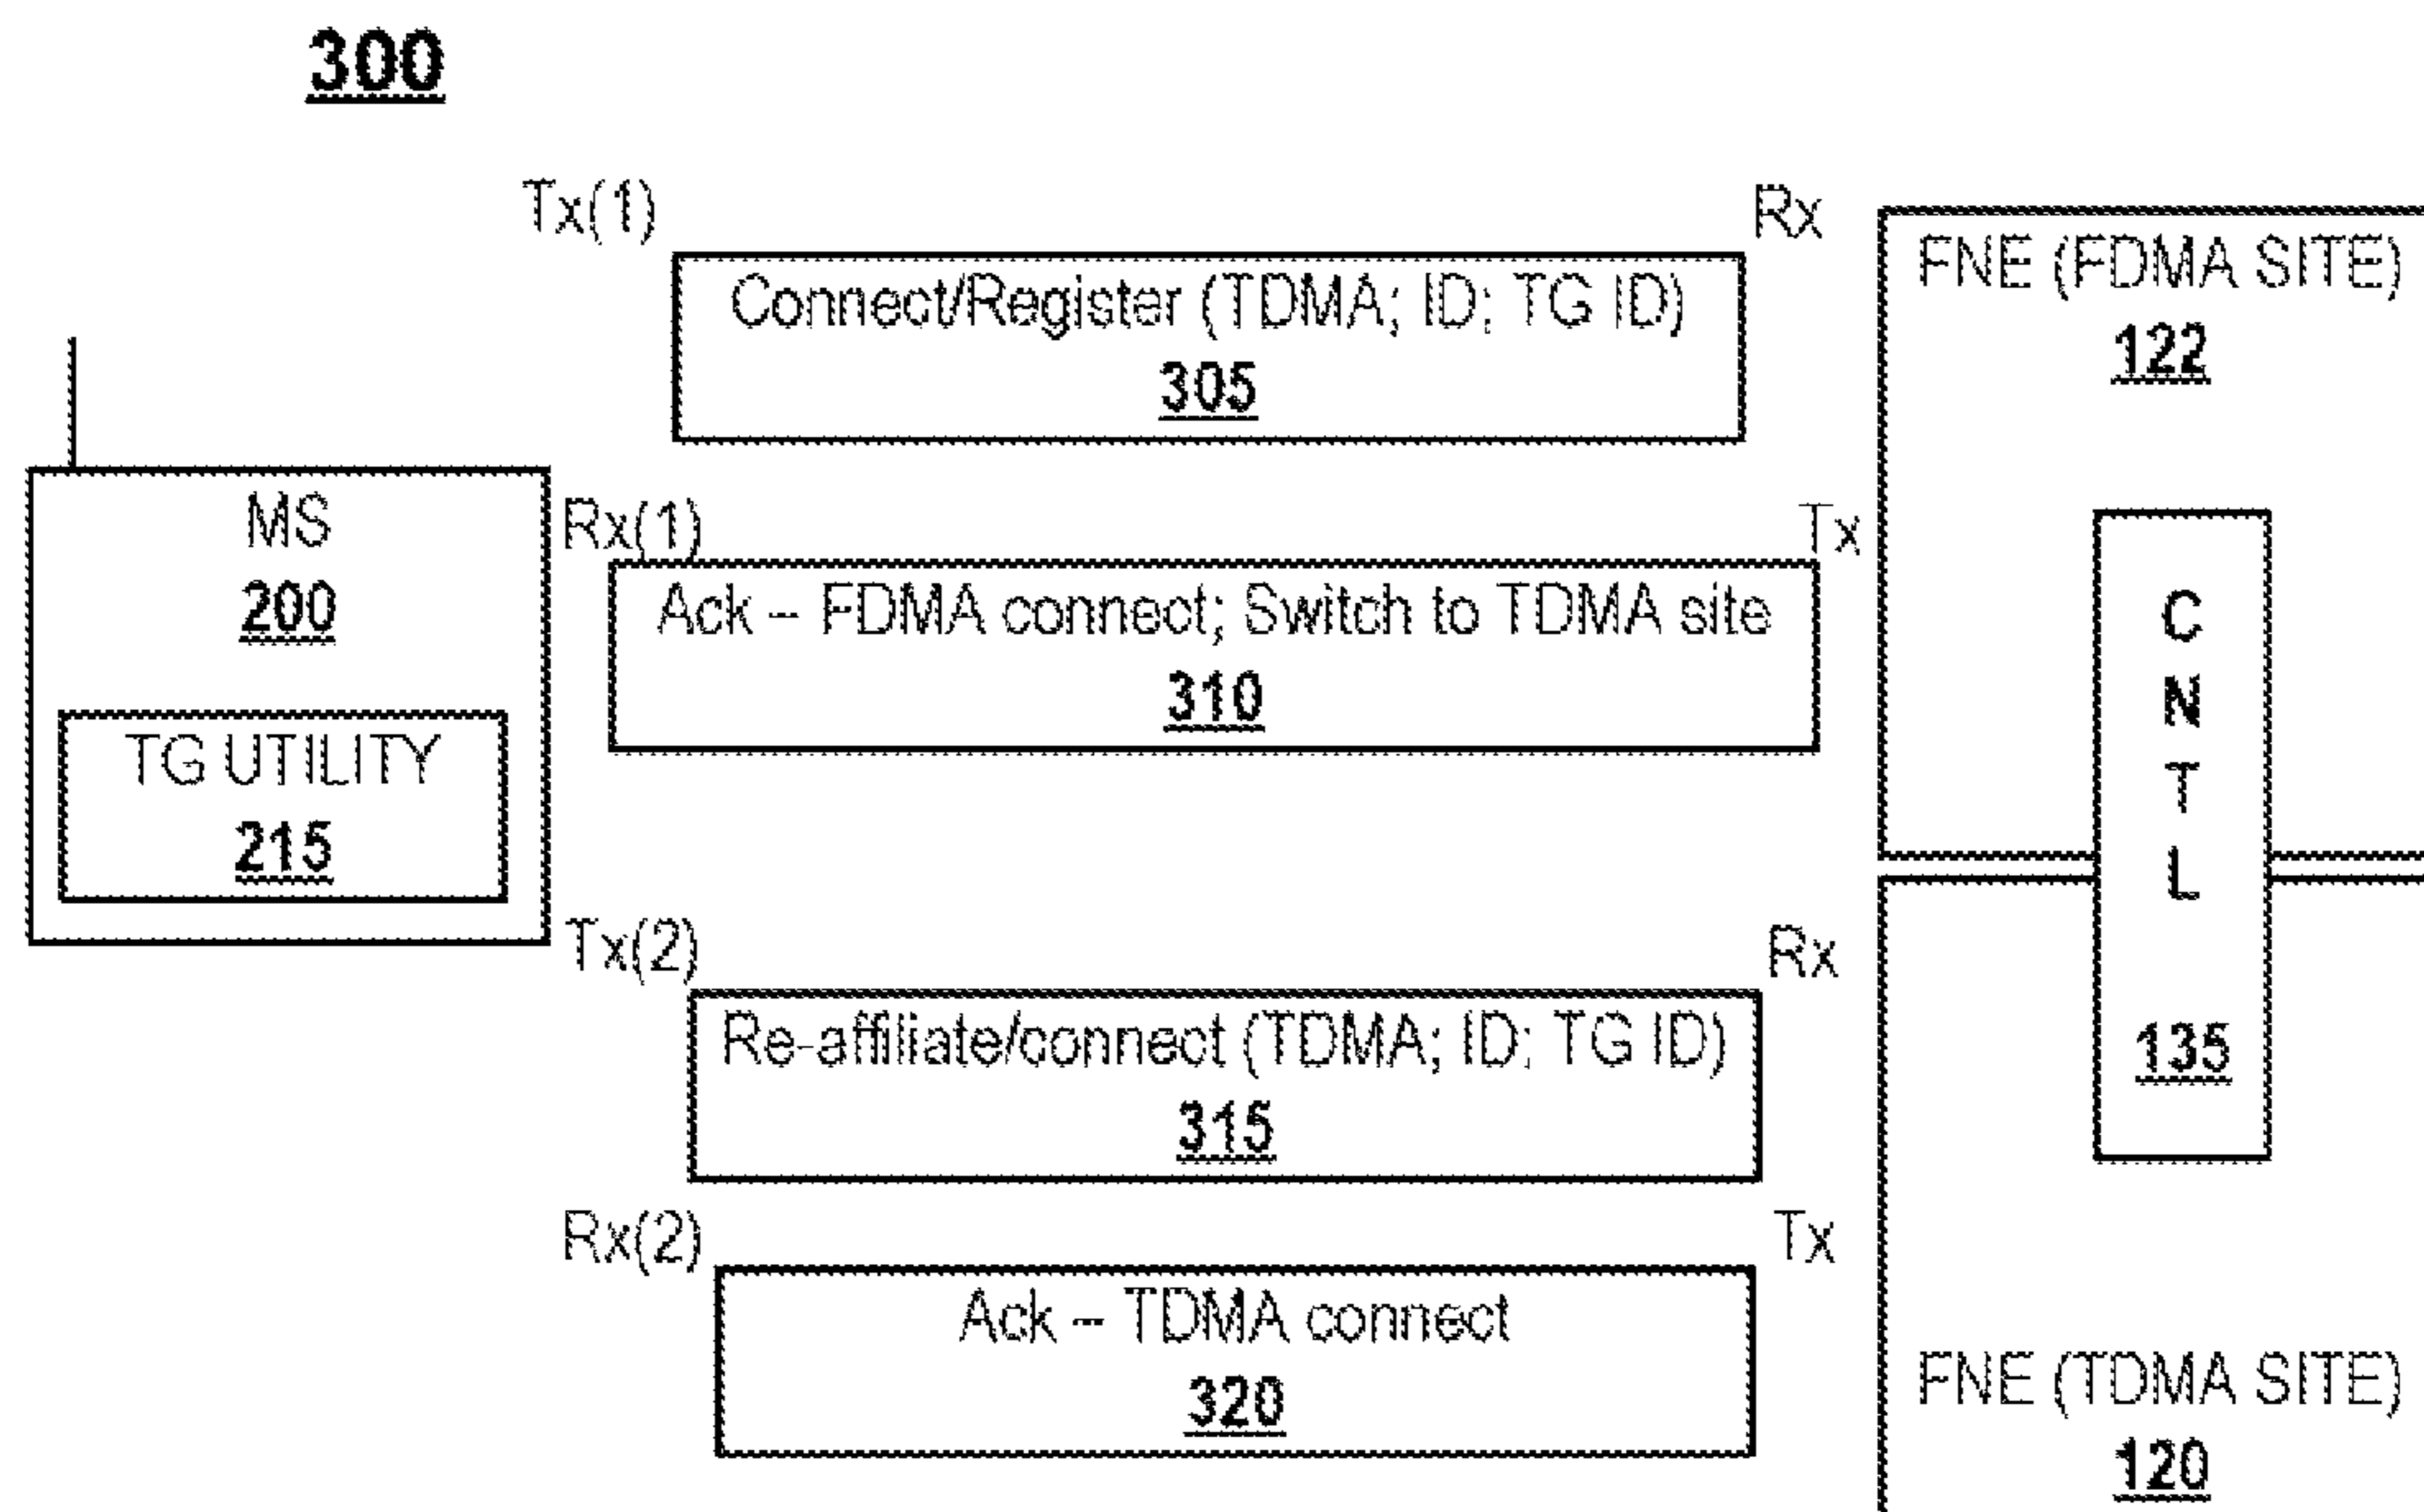 300
Tx(1)
Rx
Connect/Register (TDMA; ID; TG ID)
305
FNE (FDMA SITE)
122
MS
200
TG UTILITY
215
Rx(1)
Tx
Ack – FDMA connect; Switch to TDMA site
310
C
N
T
L
135
Tx(2)
Rx
Re-affiliate/connect (TDMA; ID; TG ID)
315
Rx(2)
Tx
Ack – TDMA connect
320
FNE (TDMA SITE)
120